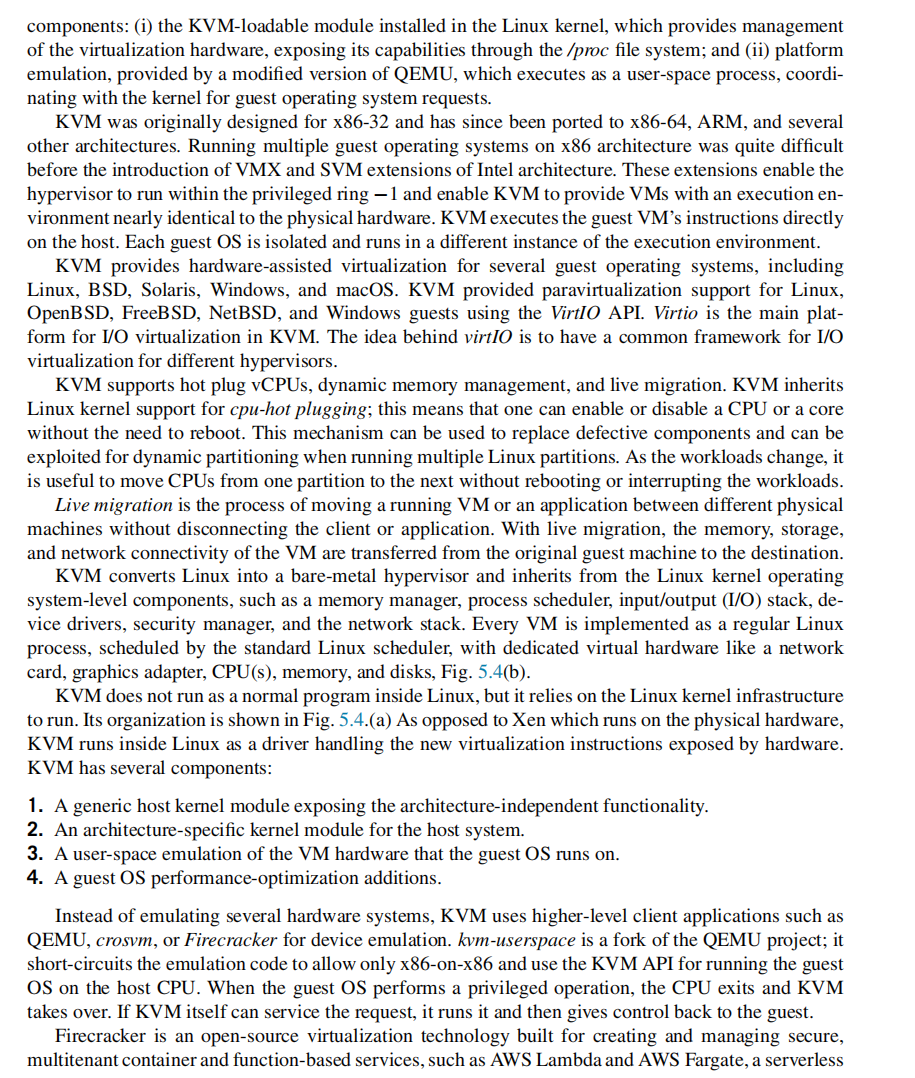 components: (i) the KVM-loadable module installed in the Linux kernel, which provides management
of the virtualization hardware, exposing its capabilities through the /proc file system; and (ii) platform
emulation, provided by a modified version of QEMU, which executes as a user-space process, coordi-
nating with the kernel for guest operating system requests.
KVM was originally designed for x86-32 and has since been ported to x86-64, ARM, and several
other architectures. Running multiple guest operating systems on x86 architecture was quite difficult
before the introduction of VMX and SVM extensions of Intel architecture. These extensions enable the
hypervisor to run within the privileged ring −1 and enable KVM to provide VMs with an execution en-
vironment nearly identical to the physical hardware. KVM executes the guest VM's instructions directly
on the host. Each guest OS is isolated and runs in a different instance of the execution environment.
KVM provides hardware-assisted virtualization for several guest operating systems, including
Linux, BSD, Solaris, Windows, and macOS. KVM provided paravirtualization support for Linux,
OpenBSD, FreeBSD, NetBSD, and Windows guests using the VirtIO API. Virtio is the main plat-
form for I/O virtualization in KVM. The idea behind virtIO is to have a common framework for I/O
virtualization for different hypervisors.
KVM supports hot plug vCPUs, dynamic memory management, and live migration. KVM inherits
Linux kernel support for cpu-hot plugging; this means that one can enable or disable a CPU or a core
without the need to reboot. This mechanism can be used to replace defective components and can be
exploited for dynamic partitioning when running multiple Linux partitions. As the workloads change, it
is useful to move CPUs from one partition to the next without rebooting or interrupting the workloads.
Live migration is the process of moving a running VM or an application between different physical
machines without disconnecting the client or application. With live migration, the memory, storage,
and network connectivity of the VM are transferred from the original guest machine to the destination.
KVM converts Linux into a bare-metal hypervisor and inherits from the Linux kernel operating
system-level components, such as a memory manager, process scheduler, input/output (I/O) stack, de-
vice drivers, security manager, and the network stack. Every VM is implemented as a regular Linux
process, scheduled by the standard Linux scheduler, with dedicated virtual hardware like a network
card, graphics adapter, CPU(s), memory, and disks, Fig. 5.4(b).
KVM does not run as a normal program inside Linux, but it relies on the Linux kernel infrastructure
to run. Its organization is shown in Fig. 5.4.(a) As opposed to Xen which runs on the physical hardware,
KVM runs inside Linux as a driver handling the new virtualization instructions exposed by hardware.
KVM has several components:
1. A generic host kernel module exposing the architecture-independent functionality.
2. An architecture-specific kernel module for the host system.
3. A user-space emulation of the VM hardware that the guest OS runs on.
4. A guest OS performance-optimization additions.
Instead of emulating several hardware systems, KVM uses higher-level client applications such as
QEMU, crosvm, or Firecracker for device emulation. kvm-userspace is a fork of the QEMU project; it
short-circuits the emulation code to allow only x86-on-x86 and use the KVM API for running the guest
OS on the host CPU. When the guest OS performs a privileged operation, the CPU exits and KVM
takes over. If KVM itself can service the request, it runs it and then gives control back to the guest.
Firecracker is an open-source virtualization technology built for creating and managing secure,
multitenant container and function-based services, such as AWS Lambda and AWS Fargate, a serverless